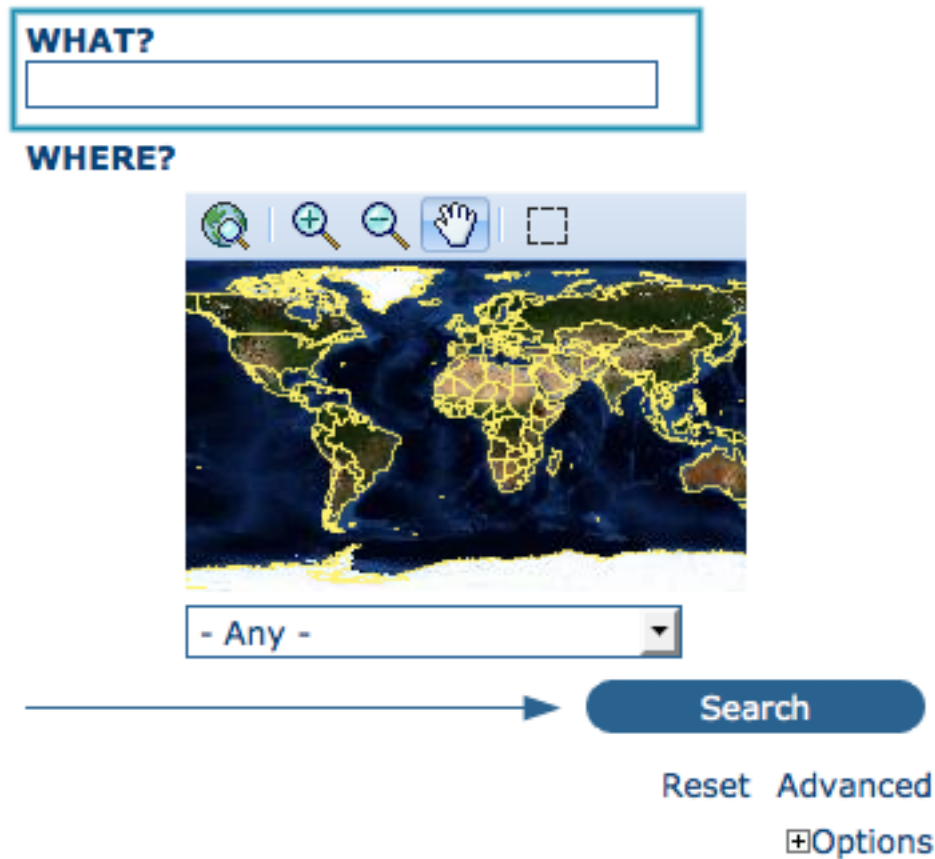 WHAT?
WHERE?
- Any -
Search
Reset Advanced
Options